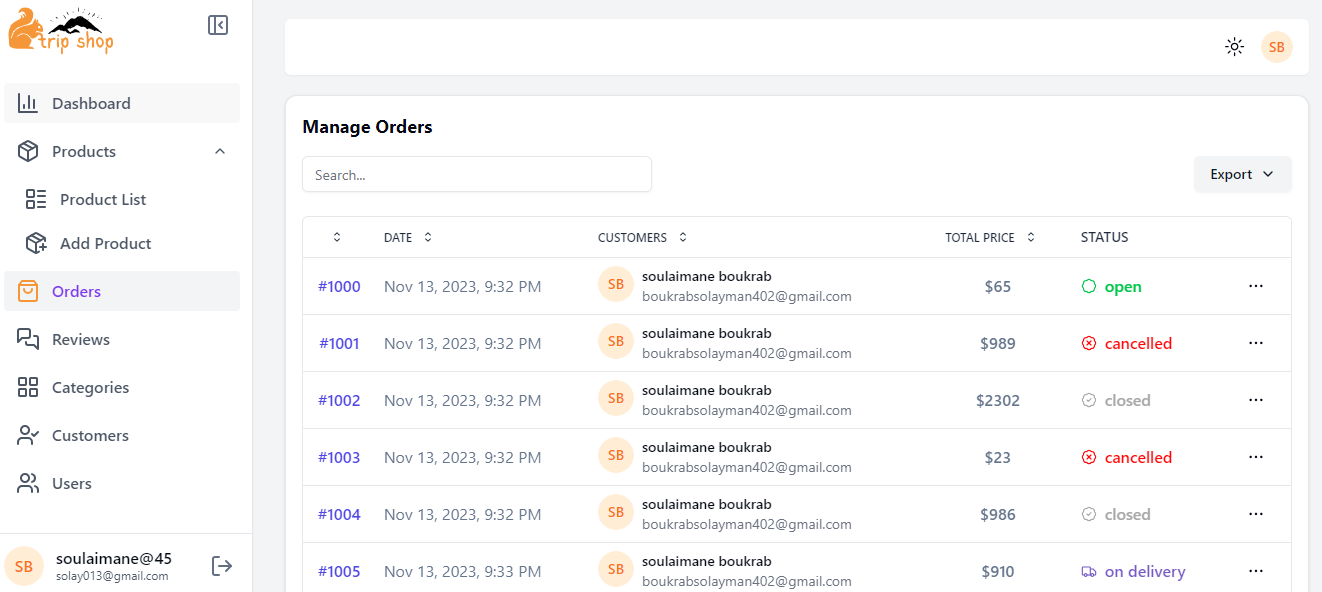 trip shop
Dashboard
Products
Product List
Add Product
Orders
Reviews
Categories
Customers
Users
SB
soulaimane@45
solay013@gmail.com
SB
Manage Orders
Search...
Export
DATE CUSTOMERS TOTAL PRICE STATUS
#1000 Nov 13, 2023, 9:32 PM SB soulaimane boukrab $65 open ...
boukrabsolayman402@gmail.com
#1001 Nov 13, 2023, 9:32 PM SB soulaimane boukrab $989 cancelled ...
boukrabsolayman402@gmail.com
#1002 Nov 13, 2023, 9:32 PM SB soulaimane boukrab $2302 closed ...
boukrabsolayman402@gmail.com
#1003 Nov 13, 2023, 9:32 PM SB soulaimane boukrab $23 cancelled ...
boukrabsolayman402@gmail.com
#1004 Nov 13, 2023, 9:32 PM SB soulaimane boukrab $986 closed ...
boukrabsolayman402@gmail.com
#1005 Nov 13, 2023, 9:33 PM SB soulaimane boukrab $910 on delivery ...
boukrabsolayman402@gmail.com